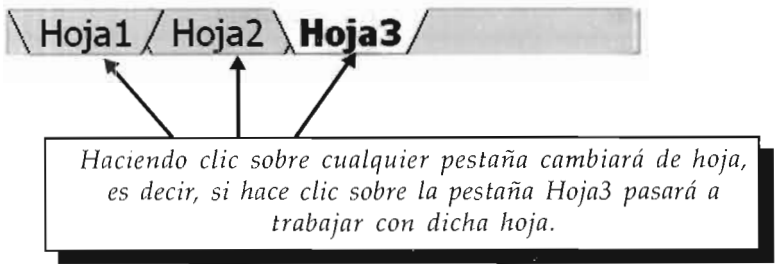 Hoja1 Hoja2 Hoja3
Haciendo clic sobre cualquier pestaña cambiará de hoja,
es decir, si hace clic sobre la pestaña Hoja3 pasará a
trabajar con dicha hoja.